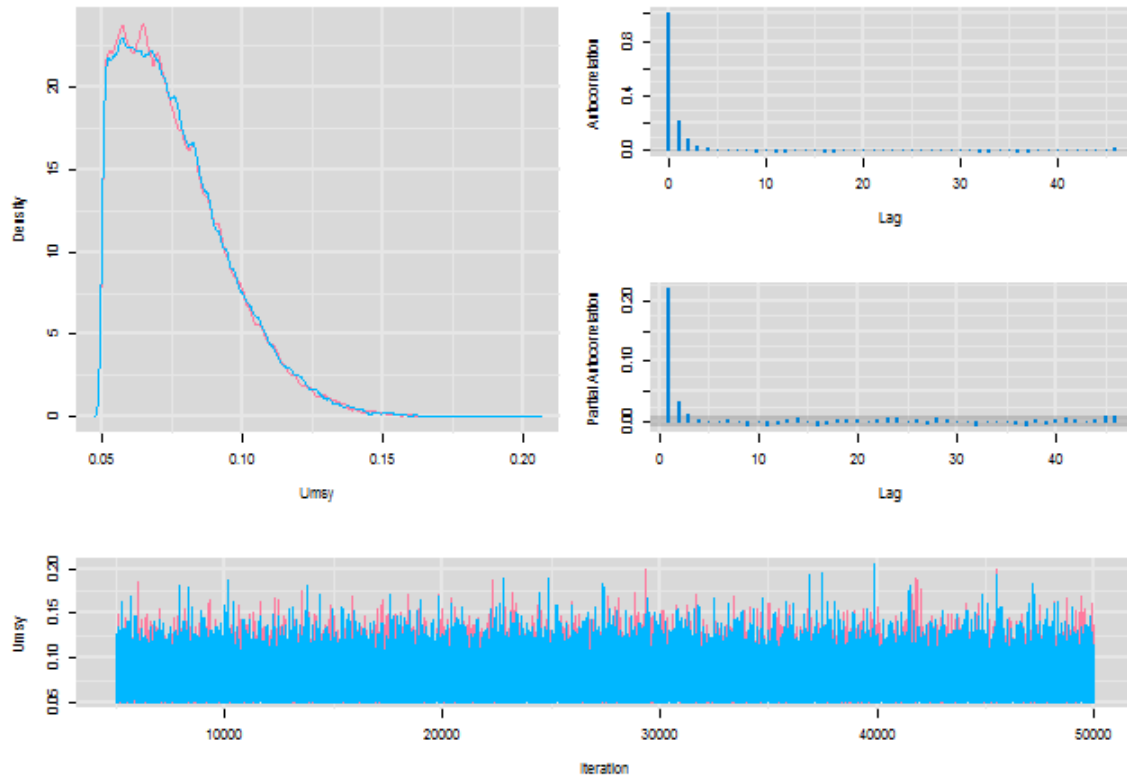 Density
0 5 10 15 20
0.05 0.10 0.15 0.20
Umsy
Autocorrelation
0.0 0.4 0.8
0 10 20 30 40
Lag
Partial Autocorrelation
0.00 0.10 0.20
0 10 20 30 40
Lag
Umsy
0.05 0.10 0.15 0.20
10000 20000 30000 40000 50000
Iteration